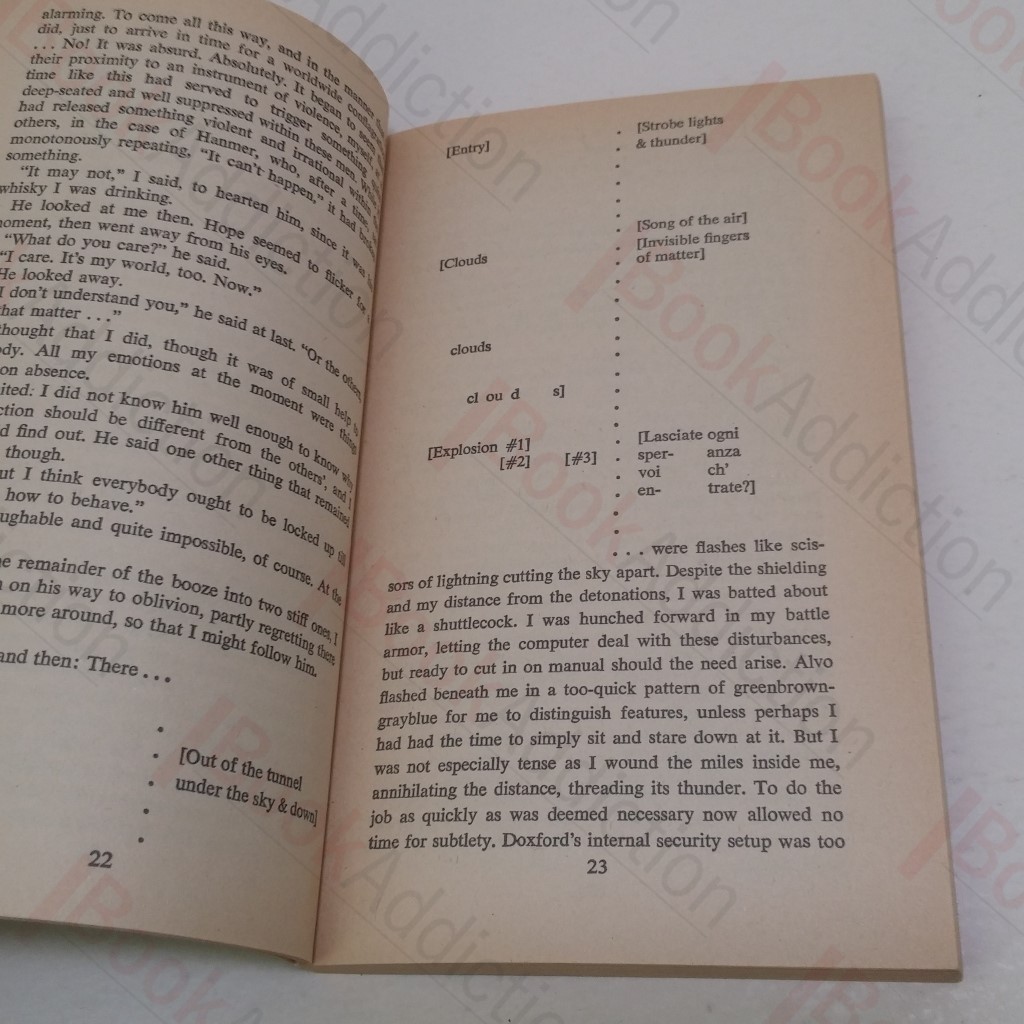 alarming. To come all this way, and in the manner
did, just to arrive in time for a worldwide
. . . No! It was absurd. Absolutely. It began to seem
their proximity to an instrument of violence, myself,
time like this had served to trigger something
deep-seated and well suppressed within these men. While
had released something violent and irrational within the
others, in the case of Hanmer, who, after a time,
monotonously repeating, "It can't happen," it had
something.
"It may not," I said, to hearten him, since it was
whisky I was drinking.
He looked at me then. Hope seemed to flicker for a
moment, then went away from his eyes.
"What do you care?" he said.
"I care. It's my world, too. Now."
He looked away.
I don't understand you," he said at last. "Or the others,
that matter . . ."
thought that I did, though it was of small help to
body. All my emotions at the moment were things
on absence.
ited: I did not know him well enough to know why
ction should be different from the others', and I
d find out. He said one other thing that remained
though.
ut I think everybody ought to be locked up till
how to behave."
ughable and quite impossible, of course. At the
e remainder of the booze into two stiff ones, I
on his way to oblivion, partly regretting there
more around, so that I might follow him.
and then: There . . .
[Out of the tunnel
under the sky & down]
22
[Strobe lights
[Entry] & thunder]
[Song of the air]
[Invisible fingers
[Clouds of matter]
clouds
cl ou d s]
[Lasciate ogni
[Explosion #1] sper- anza
[#2] [#3] voi ch'
en- trate?]
. . . were flashes like scis-
sors of lightning cutting the sky apart. Despite the shielding
and my distance from the detonations, I was batted about
like a shuttlecock. I was hunched forward in my battle
armor, letting the computer deal with these disturbances,
but ready to cut in on manual should the need arise. Alvo
flashed beneath me in a too-quick pattern of greenbrown-
grayblue for me to distinguish features, unless perhaps I
had had the time to simply sit and stare down at it. But I
was not especially tense as I wound the miles inside me,
annihilating the distance, threading its thunder. To do the
job as quickly as was deemed necessary now allowed no
time for subtlety. Doxford's internal security setup was too
23
BookAddiction